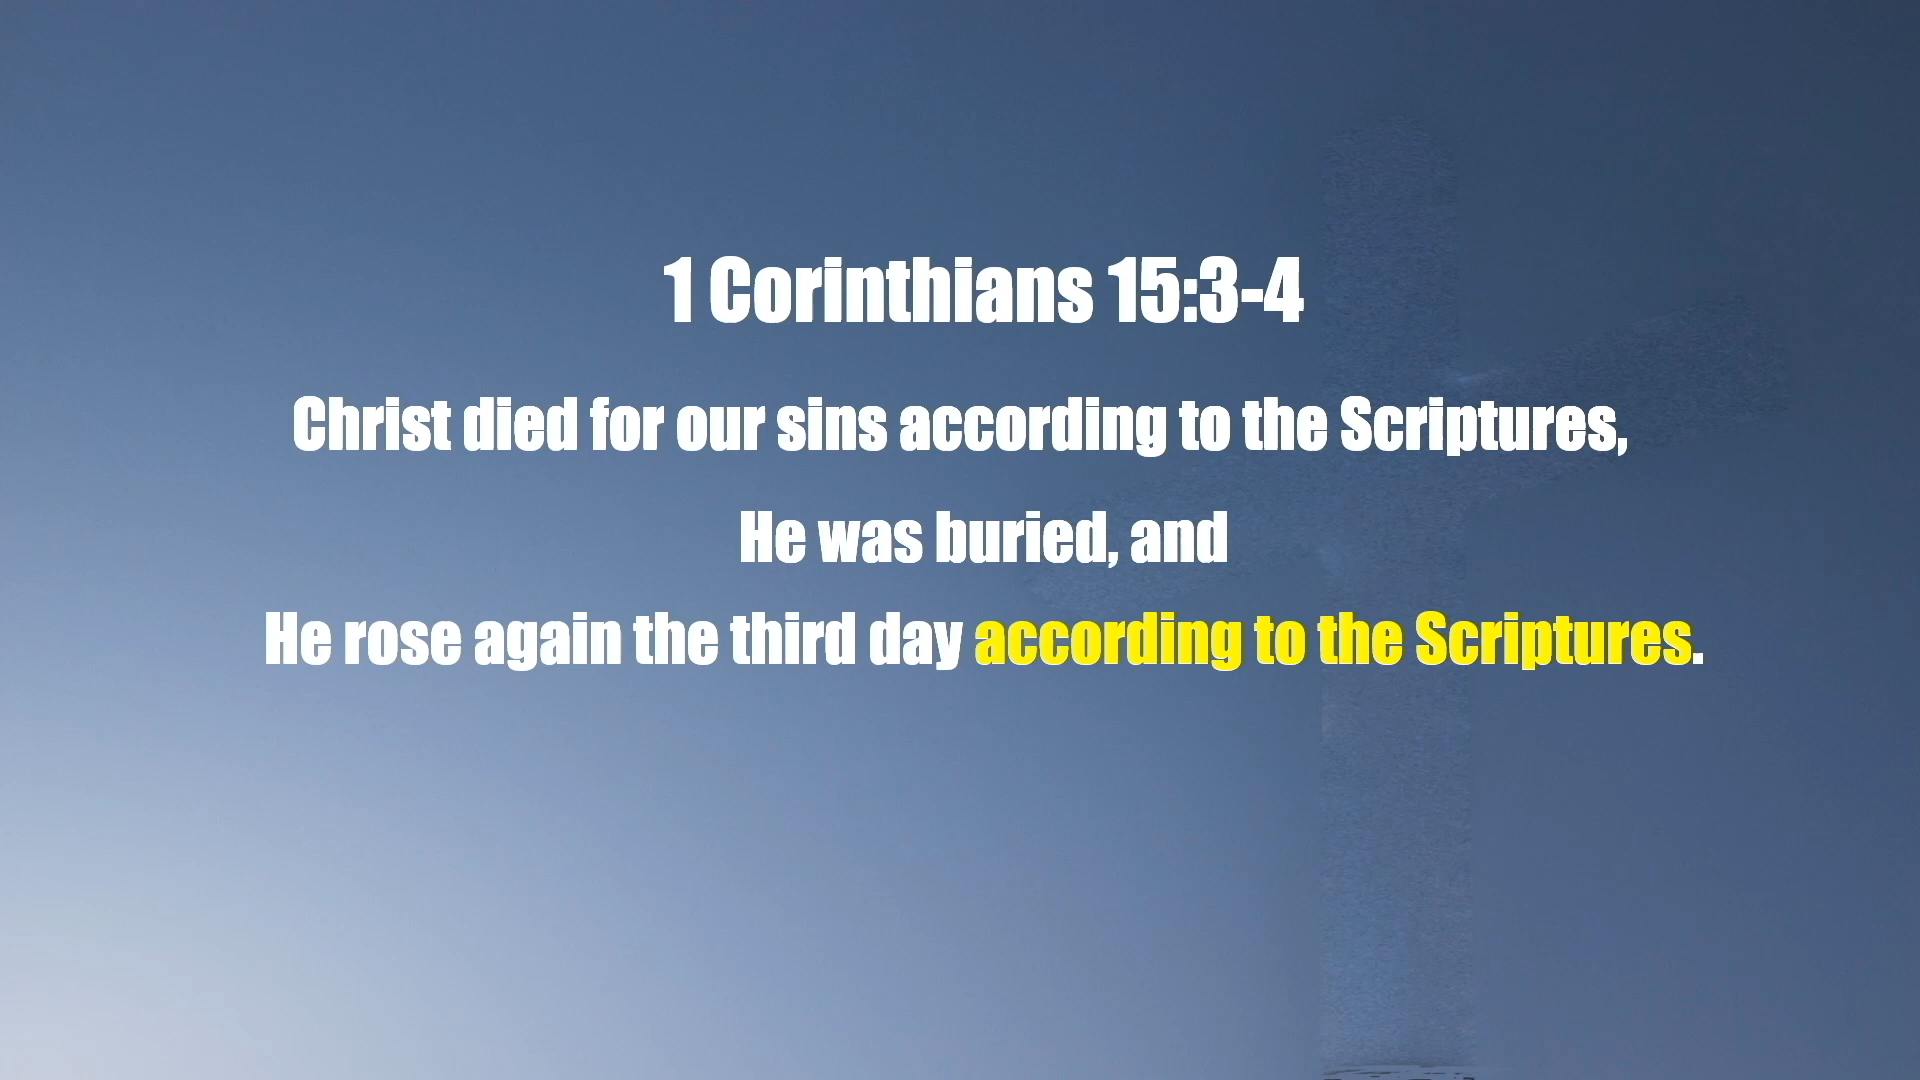 1 Corinthians 15:3-4
Christ died for our sins according to the Scriptures,
He was buried, and
He rose again the third day according to the Scriptures.